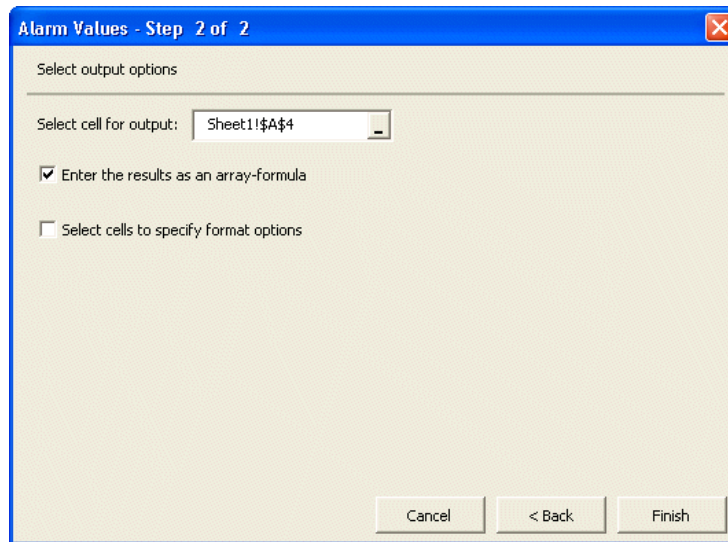 Alarm Values - Step 2 of 2
Select output options
Select cell for output: Sheet1!$A$4
Enter the results as an array-formula
Select cells to specify format options
Cancel < Back Finish